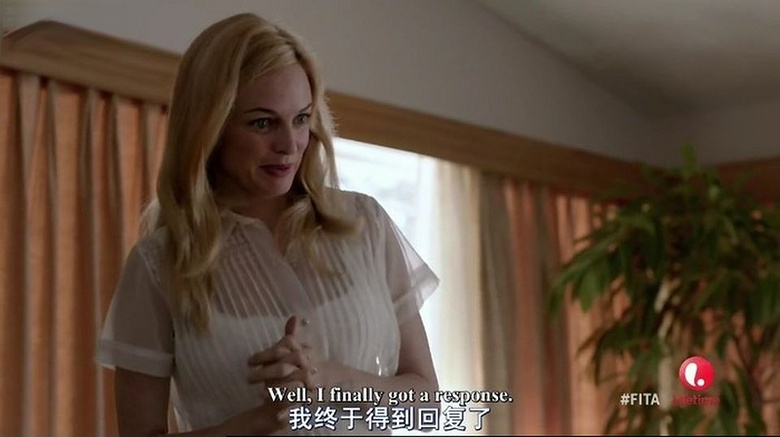 Well, I finally got a response.
我终于得到回复了
#FITA
Lifetime